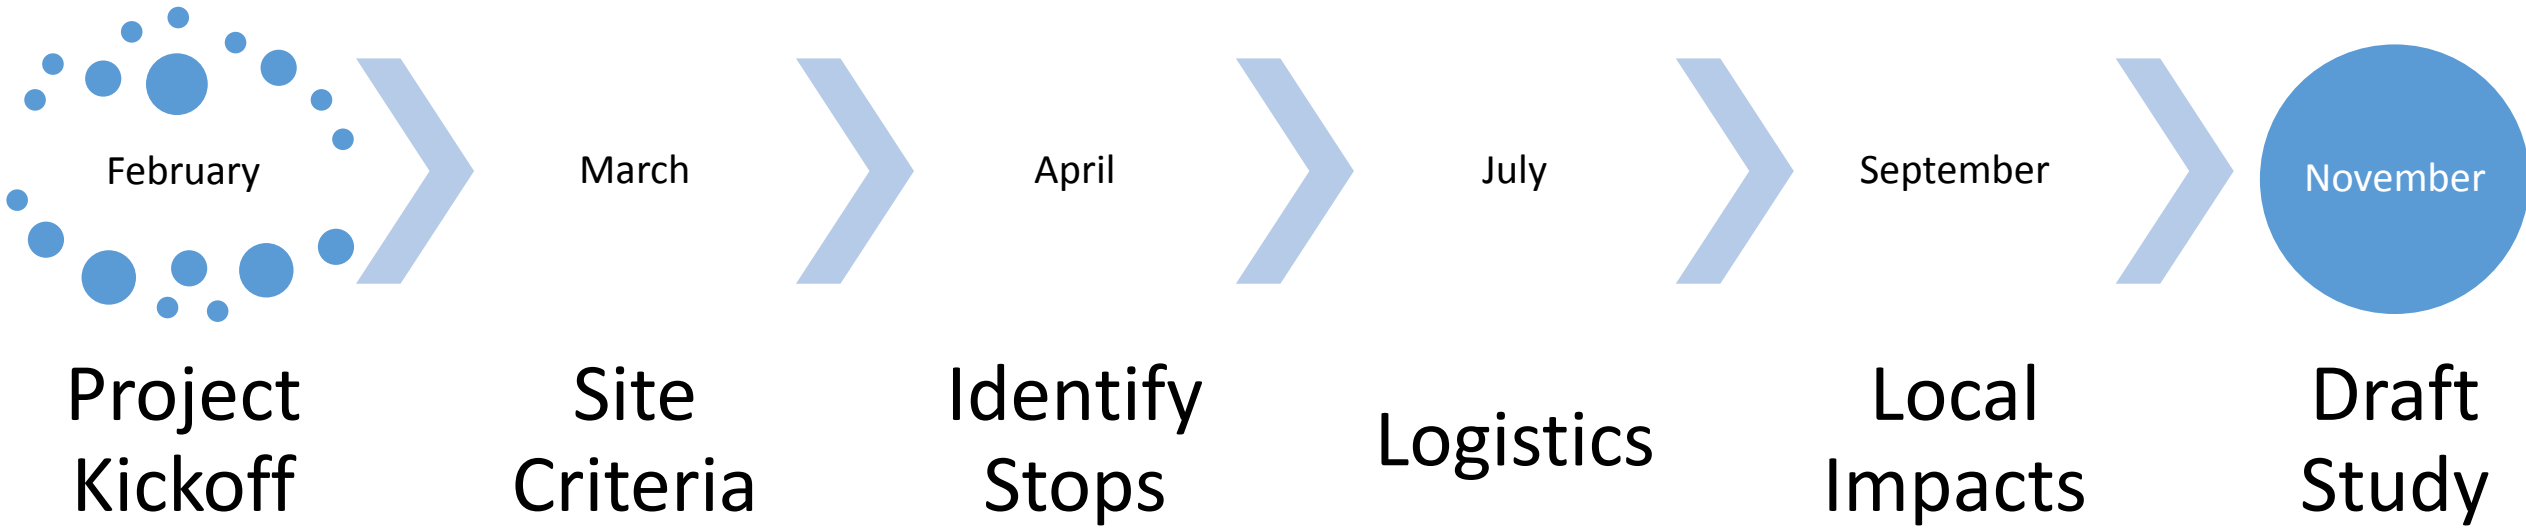 February
March
April
July
September
November
Project
Kickoff
Site
Criteria
Identify
Stops
Logistics
Local
Impacts
Draft
Study